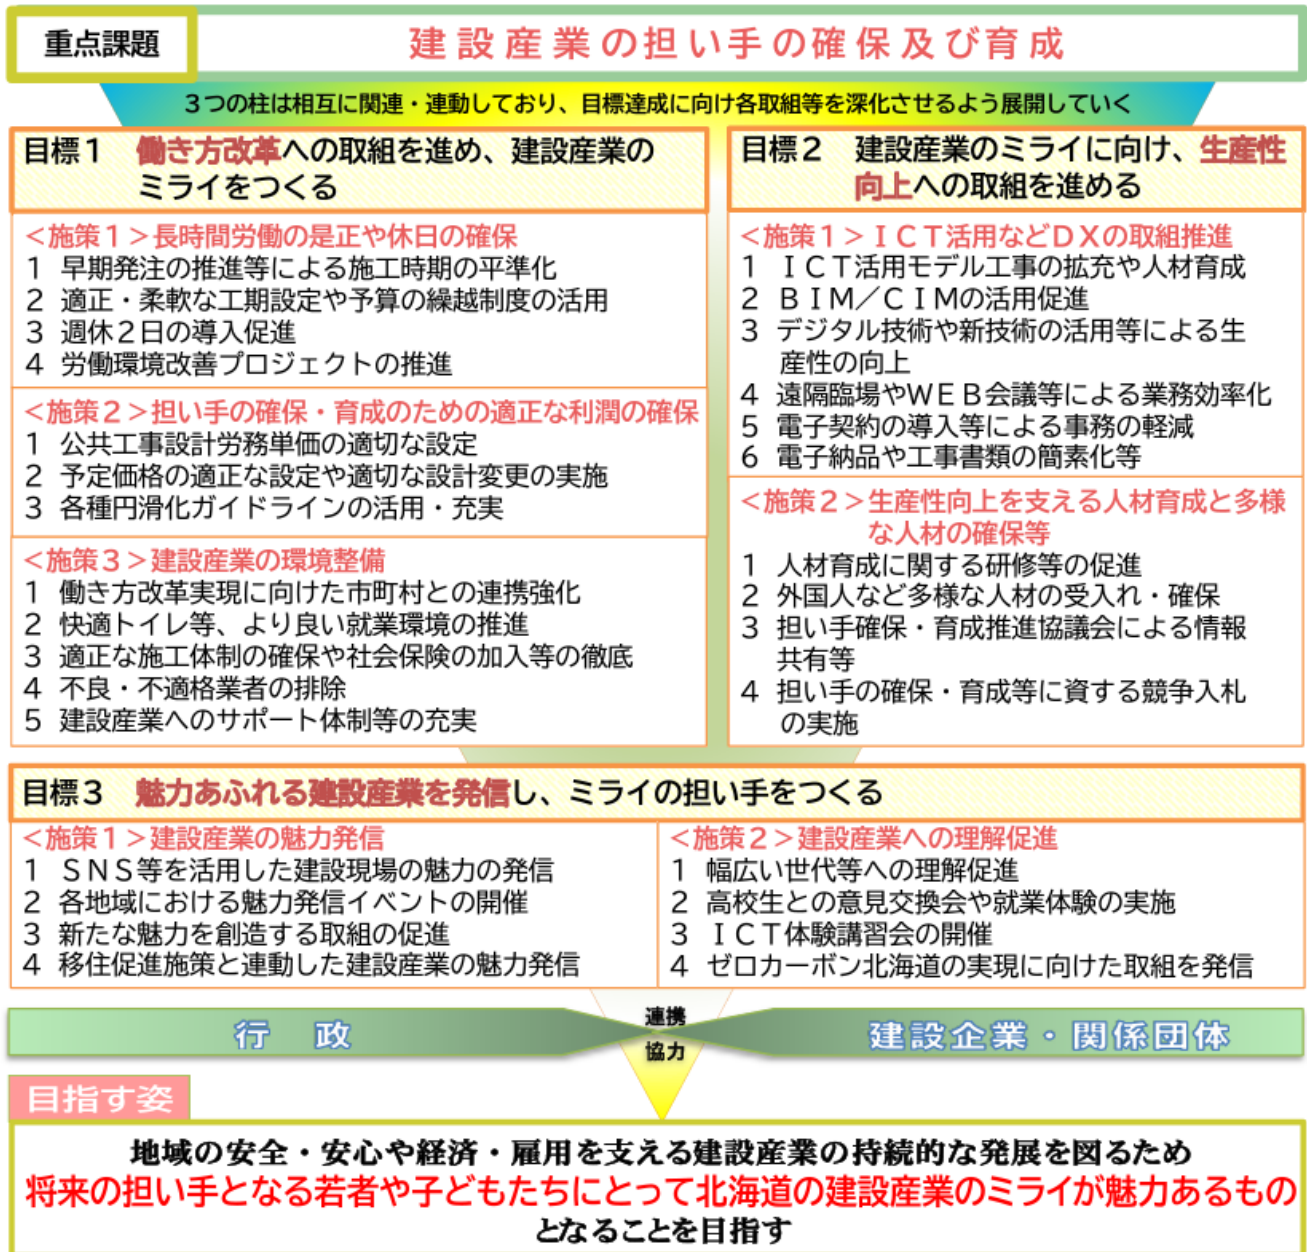 重点課題
建設産業の担い手の確保及び育成
３つの柱は相互に関連・連動しており、目標達成に向け各取組等を深化させるよう展開していく
目標１　働き方改革への取組を進め、建設産業の
ミライをつくる
＜施策１＞長時間労働の是正や休日の確保
１ 早期発注の推進等による施工時期の平準化
２ 適正・柔軟な工期設定や予算の繰越制度の活用
３ 週休２日の導入促進
４ 労働環境改善プロジェクトの推進
＜施策２＞担い手の確保・育成のための適正な利潤の確保
１ 公共工事設計労務単価の適切な設定
２ 予定価格の適正な設定や適切な設計変更の実施
３ 各種円滑化ガイドラインの活用・充実
＜施策３＞建設産業の環境整備
１ 働き方改革実現に向けた市町村との連携強化
２ 快適トイレ等、より良い就業環境の推進
３ 適正な施工体制の確保や社会保険の加入等の徹底
４ 不良・不適格業者の排除
５ 建設産業へのサポート体制等の充実
目標２　建設産業のミライに向け、生産性
向上への取組を進める
＜施策１＞ＩＣＴ活用などＤＸの取組推進
１ ＩＣＴ活用モデル工事の拡充や人材育成
２ ＢＩＭ／ＣＩＭの活用促進
３ デジタル技術や新技術の活用等による生
産性の向上
４ 遠隔臨場やＷＥＢ会議等による業務効率化
５ 電子契約の導入等による事務の軽減
６ 電子納品や工事書類の簡素化等
＜施策２＞生産性向上を支える人材育成と多様
な人材の確保等
１ 人材育成に関する研修等の促進
２ 外国人など多様な人材の受入れ・確保
３ 担い手確保・育成推進協議会による情報
共有等
４ 担い手の確保・育成等に資する競争入札
の実施
目標３　魅力あふれる建設産業を発信し、ミライの担い手をつくる
＜施策１＞建設産業の魅力発信
１ ＳＮＳ等を活用した建設現場の魅力の発信
２ 各地域における魅力発信イベントの開催
３ 新たな魅力を創造する取組の促進
４ 移住促進施策と連動した建設産業の魅力発信
＜施策２＞建設産業への理解促進
１ 幅広い世代等への理解促進
２ 高校生との意見交換会や就業体験の実施
３ ＩＣＴ体験講習会の開催
４ ゼロカーボン北海道の実現に向けた取組を発信
行　政
連携
協力
建設企業・関係団体
目指す姿
地域の安全・安心や経済・雇用を支える建設産業の持続的な発展を図るため
将来の担い手となる若者や子どもたちにとって北海道の建設産業のミライが魅力あるもの
となることを目指す